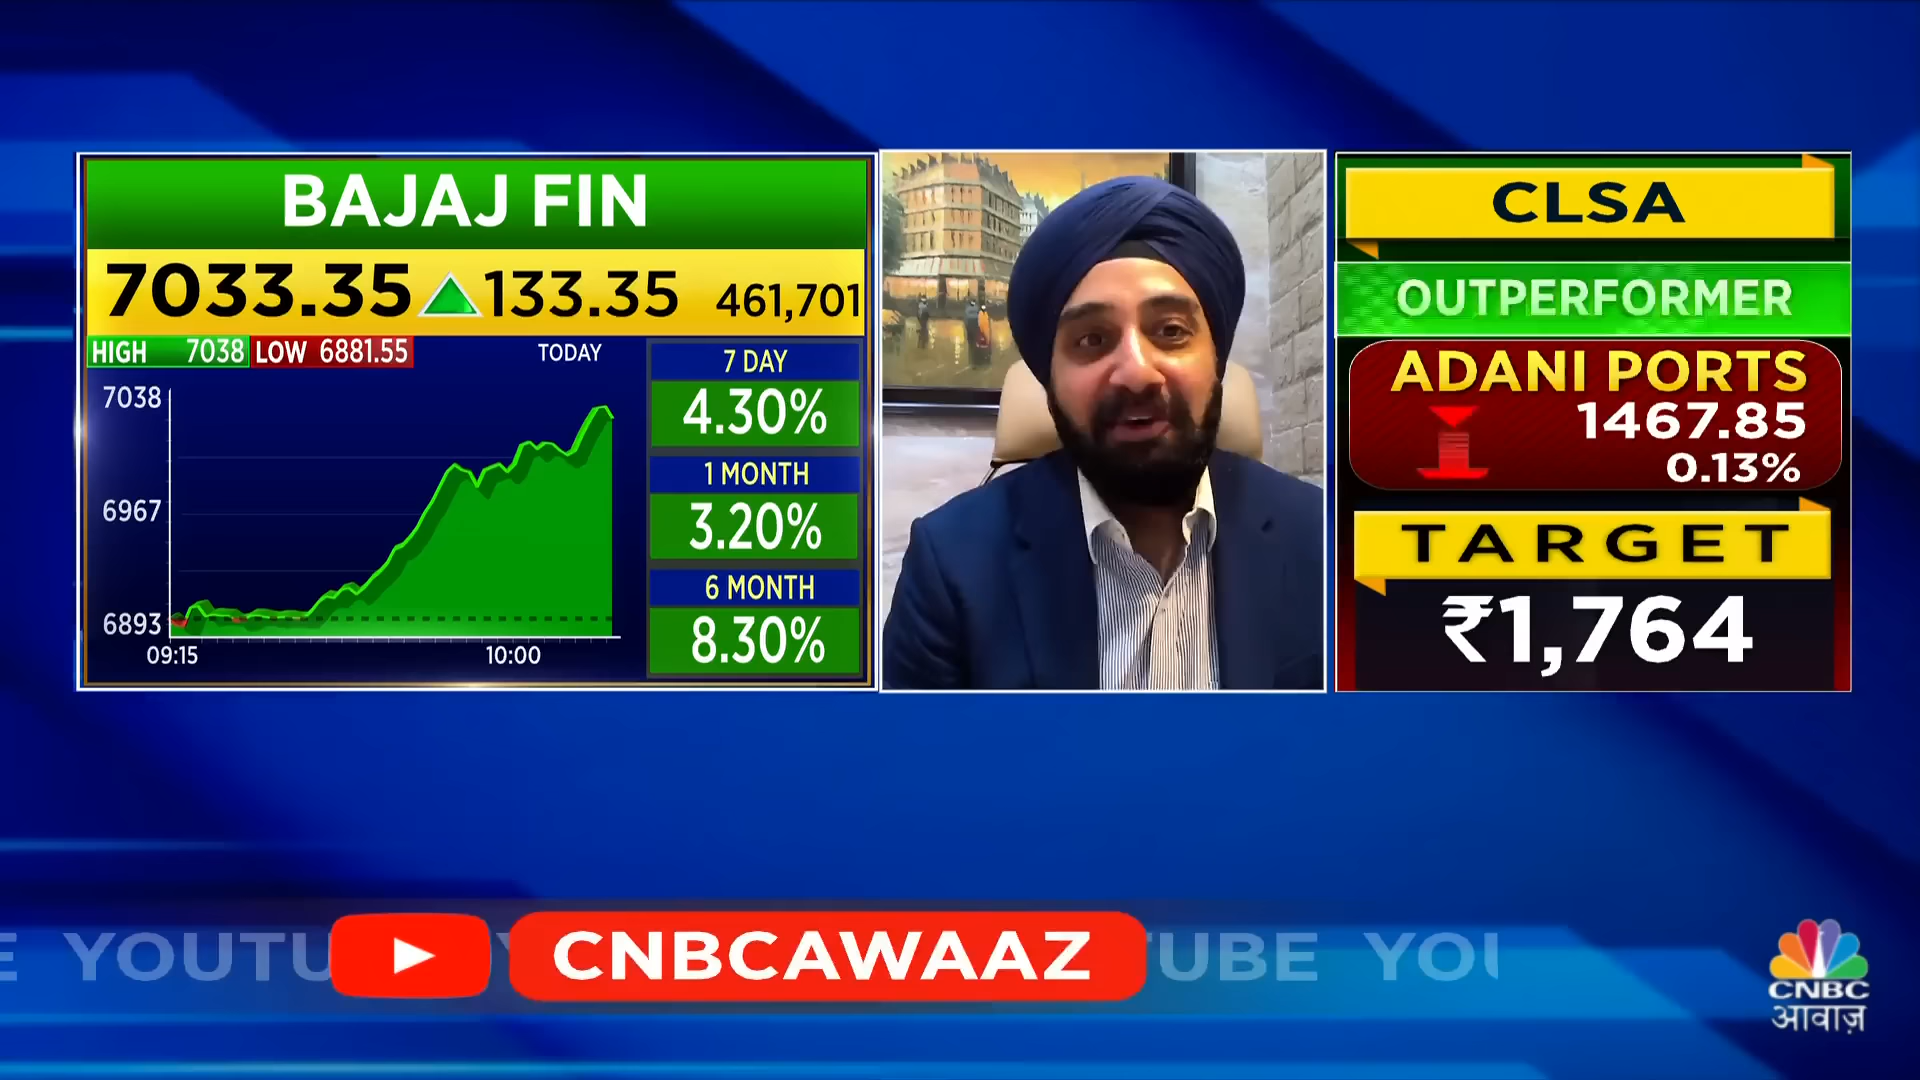 BAJAJ FIN
7033.35 133.35 461,701
HIGH 7038 LOW 6881.55 TODAY
7038
6967
6893
09:15 10:00
7 DAY
4.30%
1 MONTH
3.20%
6 MONTH
8.30%
CLSA
OUTPERFORMER
ADANI PORTS
1467.85
0.13%
TARGET
₹1,764
E YOUTU CNBCAWAAZ TUBE YOU
CNBC
आवाज़